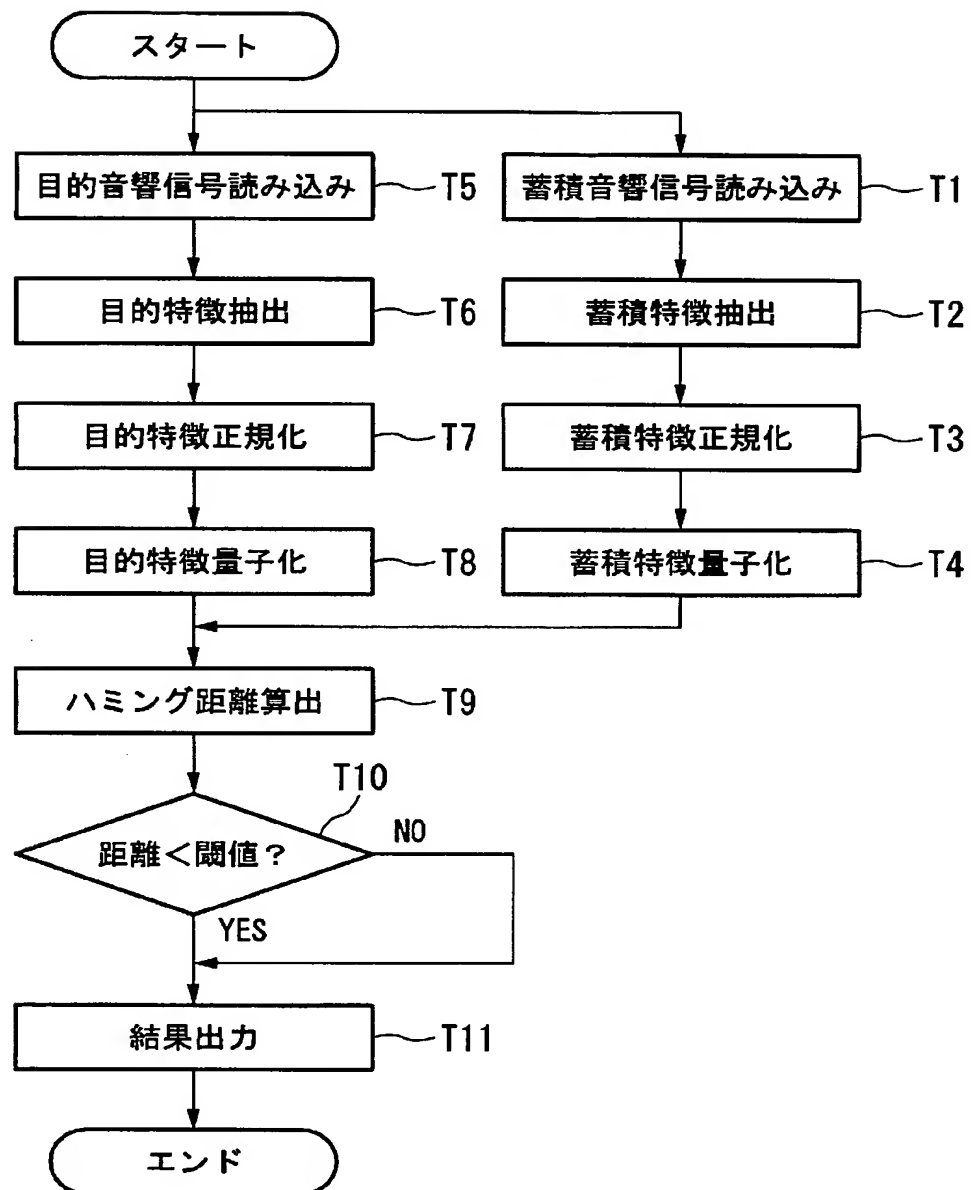 スタート
目的音響信号読み込み
T5
蓄積音響信号読み込み
T1
目的特徴抽出
T6
蓄積特徴抽出
T2
目的特徴正規化
T7
蓄積特徴正規化
T3
目的特徴量子化
T8
蓄積特徴量子化
T4
ハミング距離算出
T9
T10
距離<閾値?
NO
YES
結果出力
T11
エンド